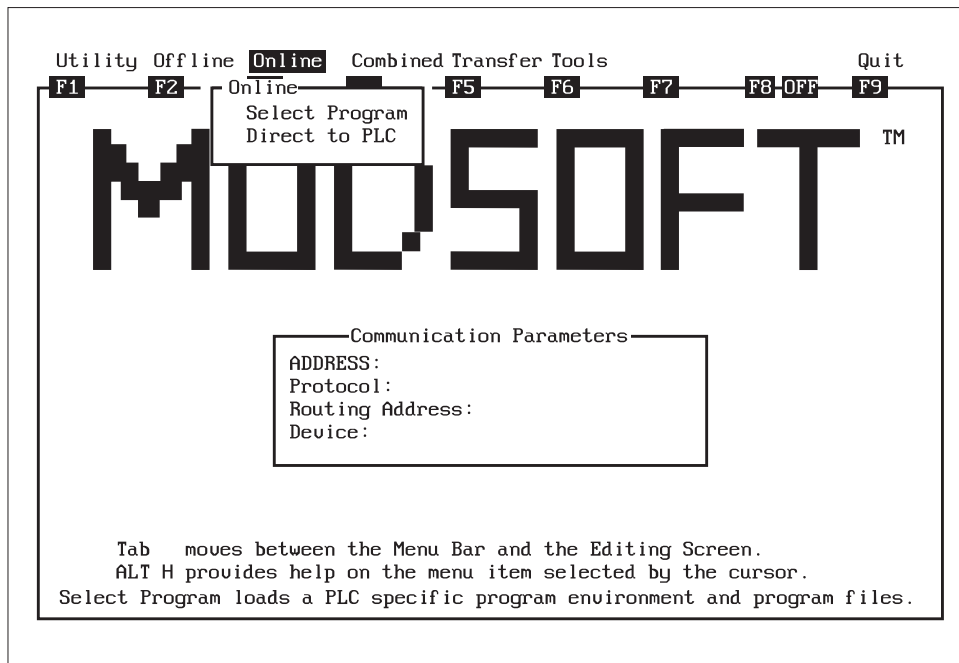 Utility Offline Online Combined Transfer Tools Quit
F1 F2 Online F5 F6 F7 F8 OFF F9
Select Program
Direct to PLC
MODSOFT TM
Communication Parameters
ADDRESS:
Protocol:
Routing Address:
Device:
Tab moves between the Menu Bar and the Editing Screen.
ALT H provides help on the menu item selected by the cursor.
Select Program loads a PLC specific program environment and program files.